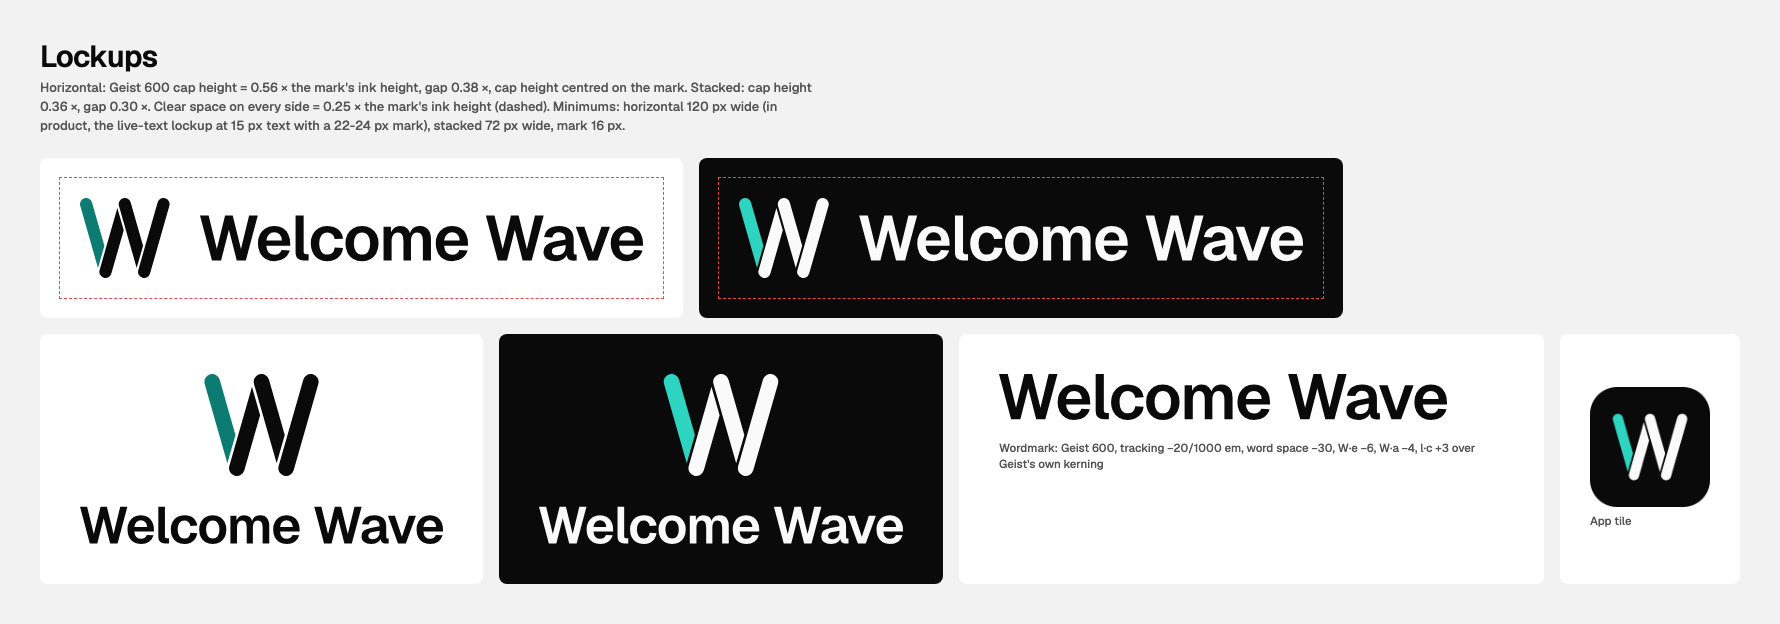 Lockups
Horizontal: Geist 600 cap height = 0.56 × the mark's ink height, gap 0.38 ×, cap height centred on the mark. Stacked: cap height
0.36 ×, gap 0.30 ×. Clear space on every side = 0.25 × the mark's ink height (dashed). Minimums: horizontal 120 px wide (in
product, the live-text lockup at 15 px text with a 22-24 px mark), stacked 72 px wide, mark 16 px.
W Welcome Wave
W Welcome Wave
W
Welcome Wave
W
Welcome Wave
Welcome Wave
Wordmark: Geist 600, tracking −20/1000 em, word space −30, W·e −6, W·a −4, l·c +3 over
Geist's own kerning
W
App tile